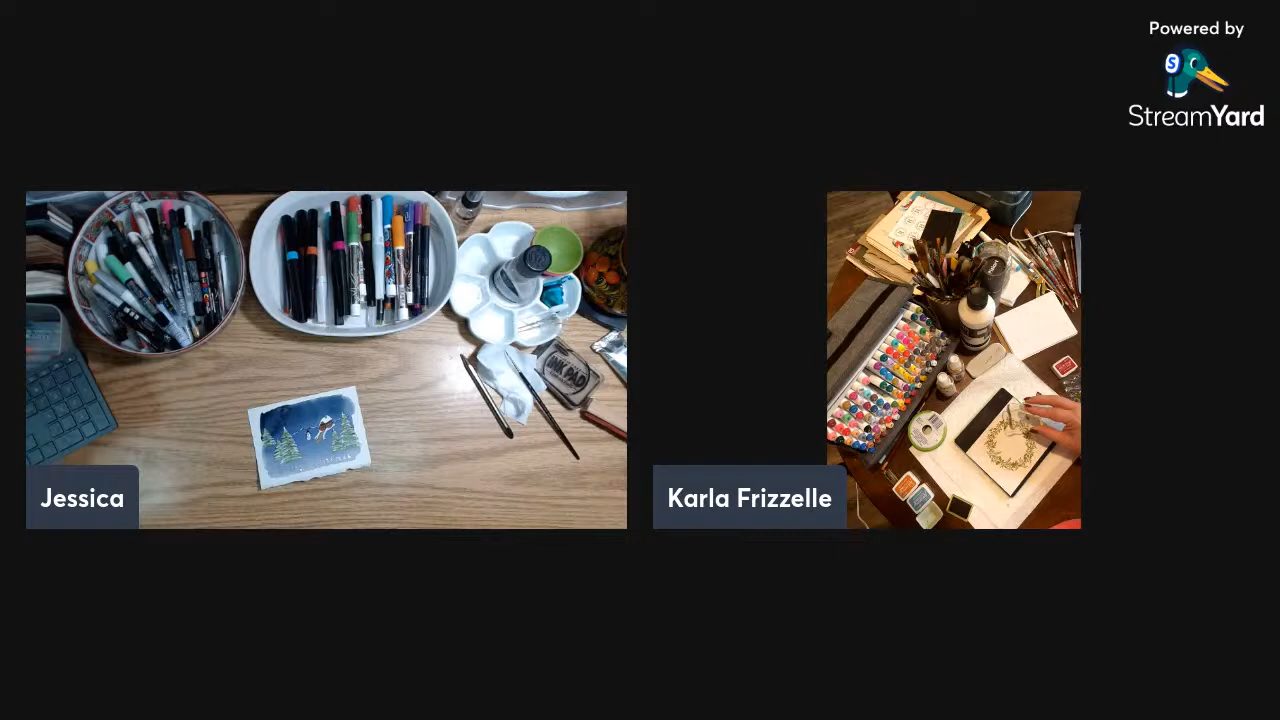 Powered by
S
StreamYard
INK PAD
Jessica
Karla Frizzelle